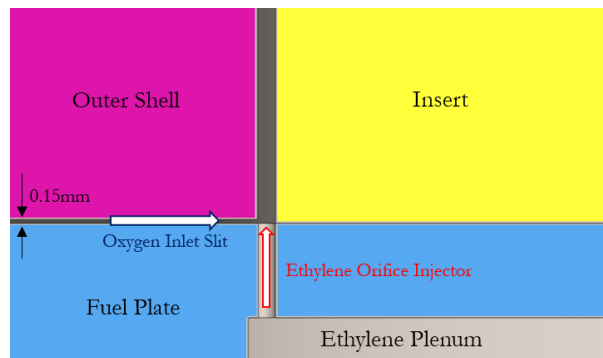 Outer Shell
Insert
0.15mm
Oxygen Inlet Slit
Ethylene Orifice Injector
Fuel Plate
Ethylene Plenum